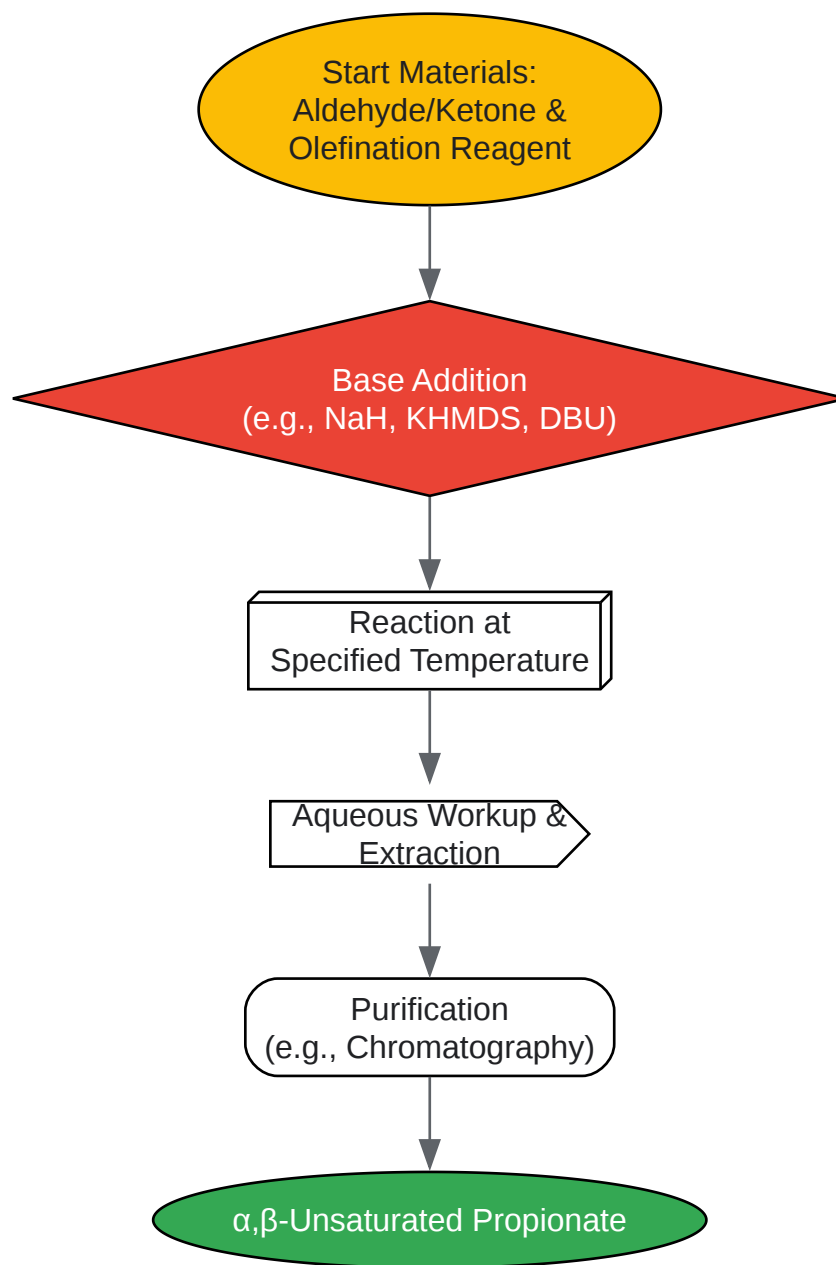 Start Materials:
Aldehyde/Ketone &
Olefination Reagent
Base Addition
(e.g., NaH, KHMDS, DBU)
Reaction at
Specified Temperature
Aqueous Workup &
Extraction
Purification
(e.g., Chromatography)
α,β-Unsaturated Propionate